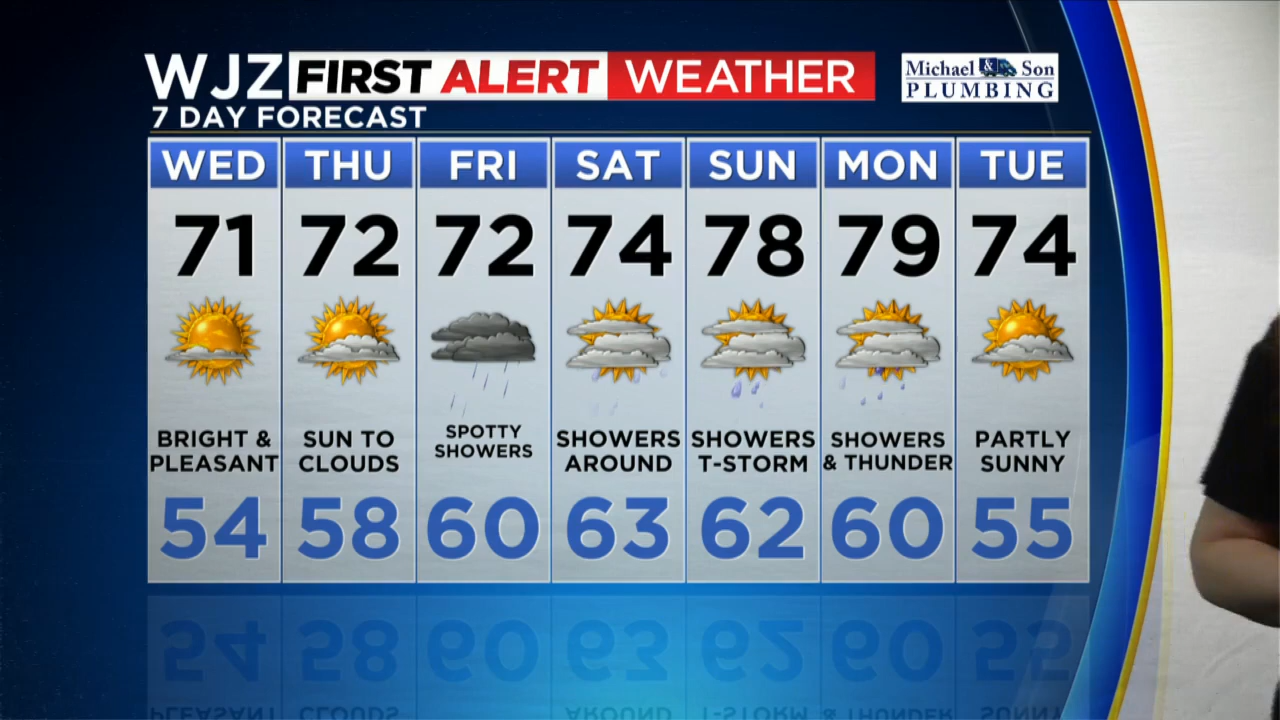 WJZ FIRST ALERT WEATHER
Michael & Son
PLUMBING
7 DAY FORECAST
WED THU FRI SAT SUN MON TUE
71 72 72 74 78 79 74
BRIGHT &
PLEASANT
SUN TO
CLOUDS
SPOTTY
SHOWERS
SHOWERS
AROUND
SHOWERS
T-STORM
SHOWERS
& THUNDER
PARTLY
SUNNY
54 58 60 63 62 60 55